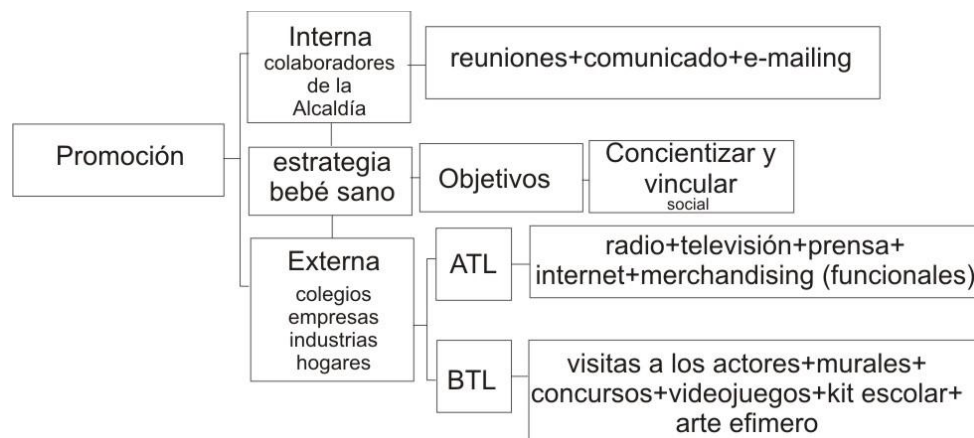 Promoción
Interna
colaboradores
de la
Alcaldía
reuniones+comunicado+e-mailing
estrategia
bebé sano
Objetivos
Concientizar y
vincular
social
Externa
colegios
empresas
industrias
hogares
ATL
radio+televisión+prensa+
internet+merchandising (funcionales)
BTL
visitas a los actores+murales+
concursos+videojuegos+kit escolar+
arte efimero